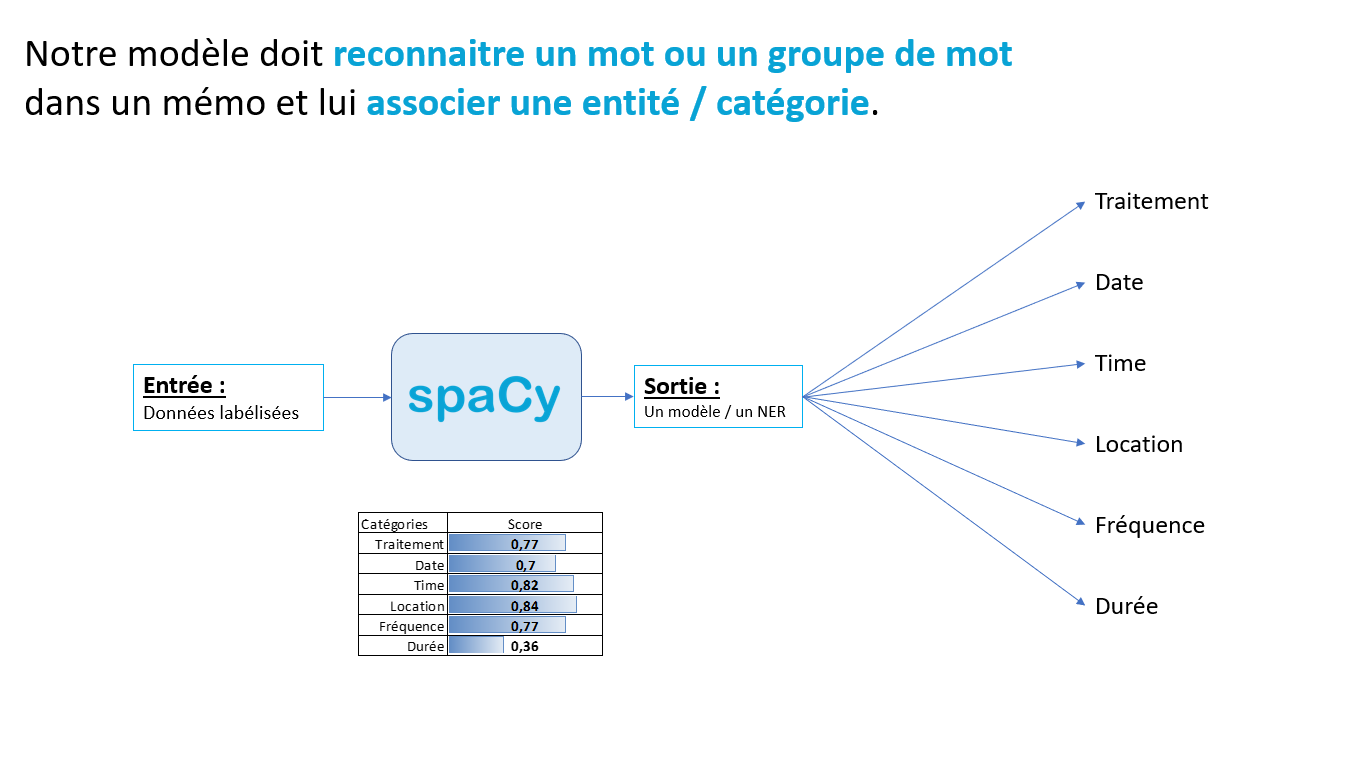 Notre modèle doit reconnaitre un mot ou un groupe de mot
dans un mémo et lui associer une entité / catégorie.
Entrée :
Données labélisées
spaCy
Sortie :
Un modèle / un NER
Traitement
Date
Time
Location
Fréquence
Durée
Catégories Score
Traitement 0,77
Date 0,7
Time 0,82
Location 0,84
Fréquence 0,77
Durée 0,36